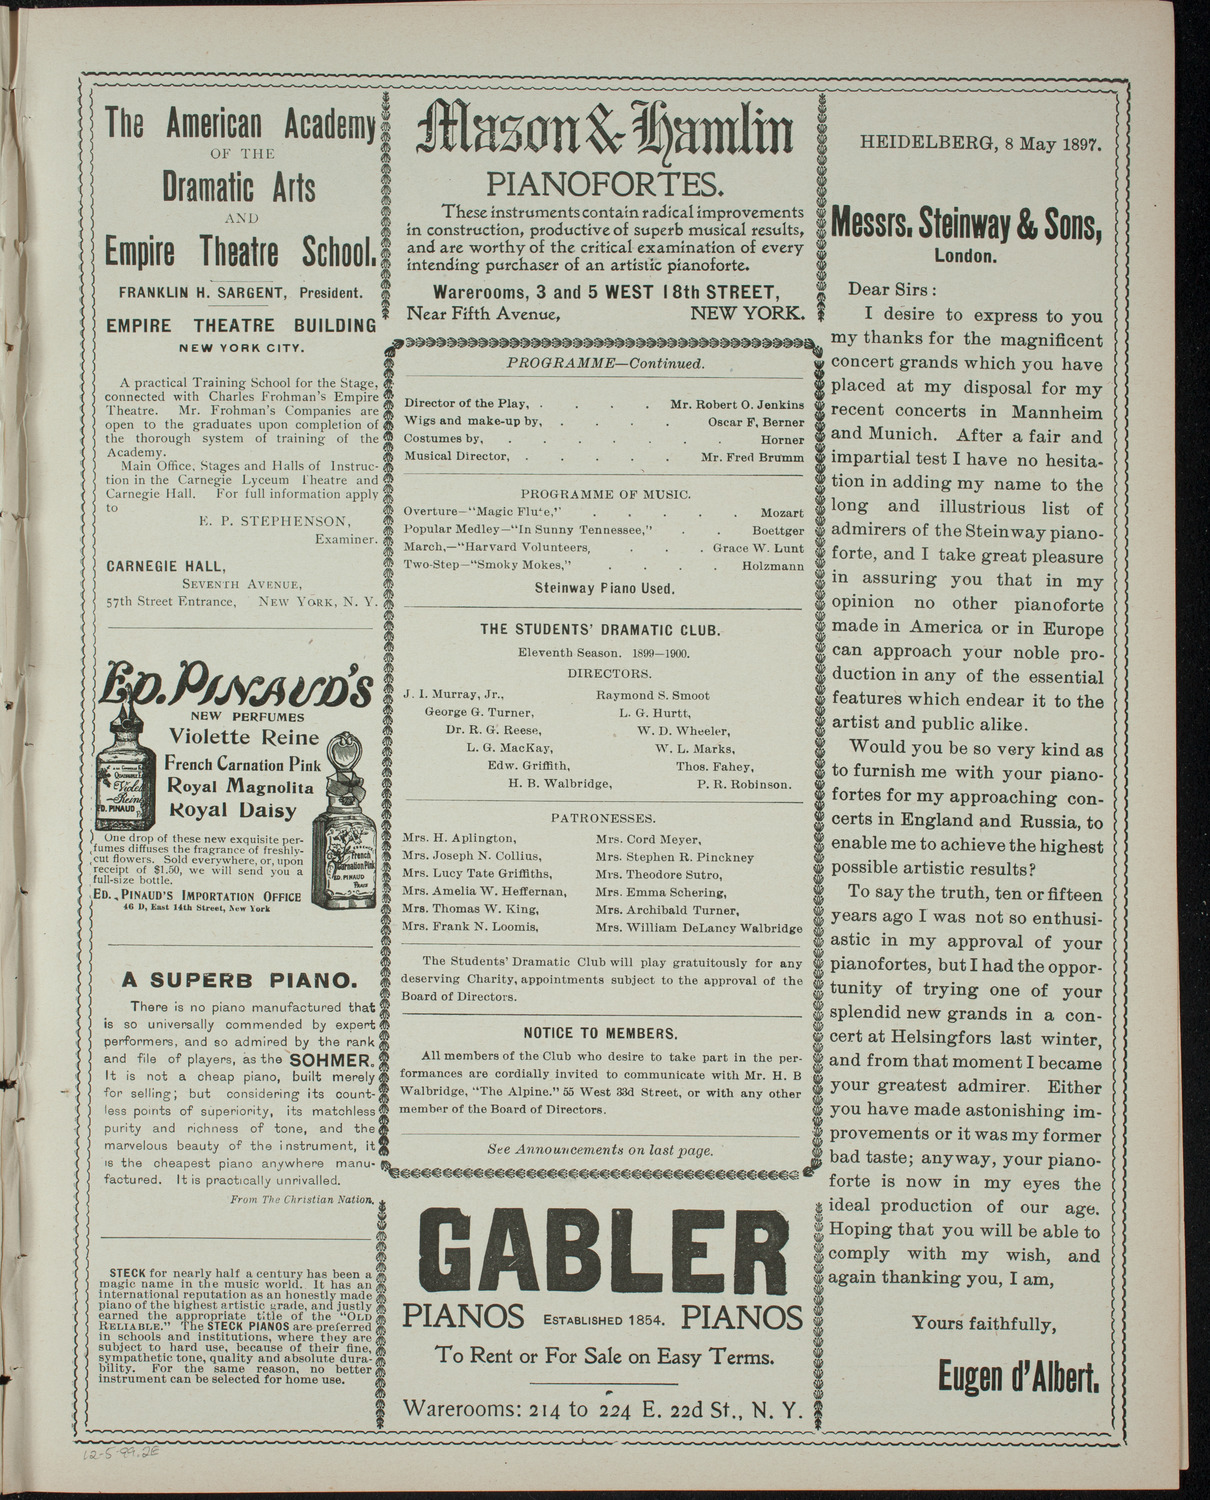 The American Academy
OF THE
Dramatic Arts
AND
Empire Theatre School.
FRANKLIN H. SARGENT, President.
EMPIRE THEATRE BUILDING
NEW YORK CITY.
A practical Training School for the Stage,
connected with Charles Frohman's Empire
Theatre. Mr. Frohman's Companies are
open to the graduates upon completion of
the thorough system of training of the
Academy.
Main Office, Stages and Halls of Instruc-
tion in the Carnegie Lyceum Theatre and
Carnegie Hall. For full information apply
to
E. P. STEPHENSON,
Examiner.
CARNEGIE HALL,
SEVENTH AVENUE,
57th Street Entrance, NEW YORK, N. Y.
ED. PINAUD'S
NEW PERFUMES
Violette Reine
French Carnation Pink
Royal Magnolita
Royal Daisy
One drop of these new exquisite per-
fumes diffuses the fragrance of freshly-
cut flowers. Sold everywhere, or, upon
receipt of $1.50, we will send you a
full-size bottle.
ED. PINAUD'S IMPORTATION OFFICE
46 D, East 14th Street, New York
Violet
Reine
ED. PINAUD
French
Carnation Pink
ED. PINAUD
A SUPERB PIANO.
There is no piano manufactured that
is so universally commended by expert
performers, and so admired by the rank
and file of players, as the SOHMER.
It is not a cheap piano, built merely
for selling; but considering its count-
less points of superiority, its matchless
purity and richness of tone, and the
marvelous beauty of the instrument, it
is the cheapest piano anywhere manu-
factured. It is practically unrivalled.
From The Christian Nation.
STECK for nearly half a century has been a
magic name in the music world. It has an
international reputation as an honestly made
piano of the highest artistic grade, and justly
earned the appropriate title of the "OLD
RELIABLE." The STECK PIANOS are preferred
in schools and institutions, where they are
subject to hard use, because of their fine,
sympathetic tone, quality and absolute dura-
bility. For the same reason, no better
instrument can be selected for home use.
Mason & Hamlin
PIANOFORTES.
These instruments contain radical improvements
in construction, productive of superb musical results,
and are worthy of the critical examination of every
intending purchaser of an artistic pianoforte.
Warerooms, 3 and 5 WEST 18th STREET,
Near Fifth Avenue, NEW YORK.
PROGRAMME—Continued.
Director of the Play, . . . . Mr. Robert O. Jenkins
Wigs and make-up by, . . . . Oscar F, Berner
Costumes by, . . . . . . . Horner
Musical Director, . . . . . Mr. Fred Brumm
PROGRAMME OF MUSIC.
Overture—"Magic Flute," . . . . . Mozart
Popular Medley—"In Sunny Tennessee," . . Boettger
March,—"Harvard Volunteers, . . . Grace W. Lunt
Two-Step—"Smoky Mokes," . . . . Holzmann
Steinway Piano Used.
THE STUDENTS' DRAMATIC CLUB.
Eleventh Season. 1899—1900.
DIRECTORS.
J. I. Murray, Jr., Raymond S. Smoot
George G. Turner, L. G. Hurtt,
Dr. R. G. Reese, W. D. Wheeler,
L. G. MacKay, W. L. Marks,
Edw. Griffith, Thos. Fahey,
H. B. Walbridge, P. R. Robinson.
PATRONESSES.
Mrs. H. Aplington, Mrs. Cord Meyer,
Mrs. Joseph N. Collius, Mrs. Stephen R. Pinckney
Mrs. Lucy Tate Griffiths, Mrs. Theodore Sutro,
Mrs. Amelia W. Heffernan, Mrs. Emma Schering,
Mrs. Thomas W. King, Mrs. Archibald Turner,
Mrs. Frank N. Loomis, Mrs. William DeLancy Walbridge
The Students' Dramatic Club will play gratuitously for any
deserving Charity, appointments subject to the approval of the
Board of Directors.
NOTICE TO MEMBERS.
All members of the Club who desire to take part in the per-
formances are cordially invited to communicate with Mr. H. B
Walbridge, "The Alpine." 55 West 33d Street, or with any other
member of the Board of Directors.
See Announcements on last page.
GABLER
PIANOS ESTABLISHED 1854. PIANOS
To Rent or For Sale on Easy Terms.
Warerooms: 214 to 224 E. 22d St., N. Y.
HEIDELBERG, 8 May 1897.
Messrs. Steinway & Sons,
London.
Dear Sirs:
I desire to express to you
my thanks for the magnificent
concert grands which you have
placed at my disposal for my
recent concerts in Mannheim
and Munich. After a fair and
impartial test I have no hesita-
tion in adding my name to the
long and illustrious list of
admirers of the Steinway piano-
forte, and I take great pleasure
in assuring you that in my
opinion no other pianoforte
made in America or in Europe
can approach your noble pro-
duction in any of the essential
features which endear it to the
artist and public alike.
Would you be so very kind as
to furnish me with your piano-
fortes for my approaching con-
certs in England and Russia, to
enable me to achieve the highest
possible artistic results?
To say the truth, ten or fifteen
years ago I was not so enthusi-
astic in my approval of your
pianofortes, but I had the oppor-
tunity of trying one of your
splendid new grands in a con-
cert at Helsingfors last winter,
and from that moment I became
your greatest admirer. Either
you have made astonishing im-
provements or it was my former
bad taste; anyway, your piano-
forte is now in my eyes the
ideal production of our age.
Hoping that you will be able to
comply with my wish, and
again thanking you, I am,
Yours faithfully,
Eugen d'Albert.
12-5-99.2E